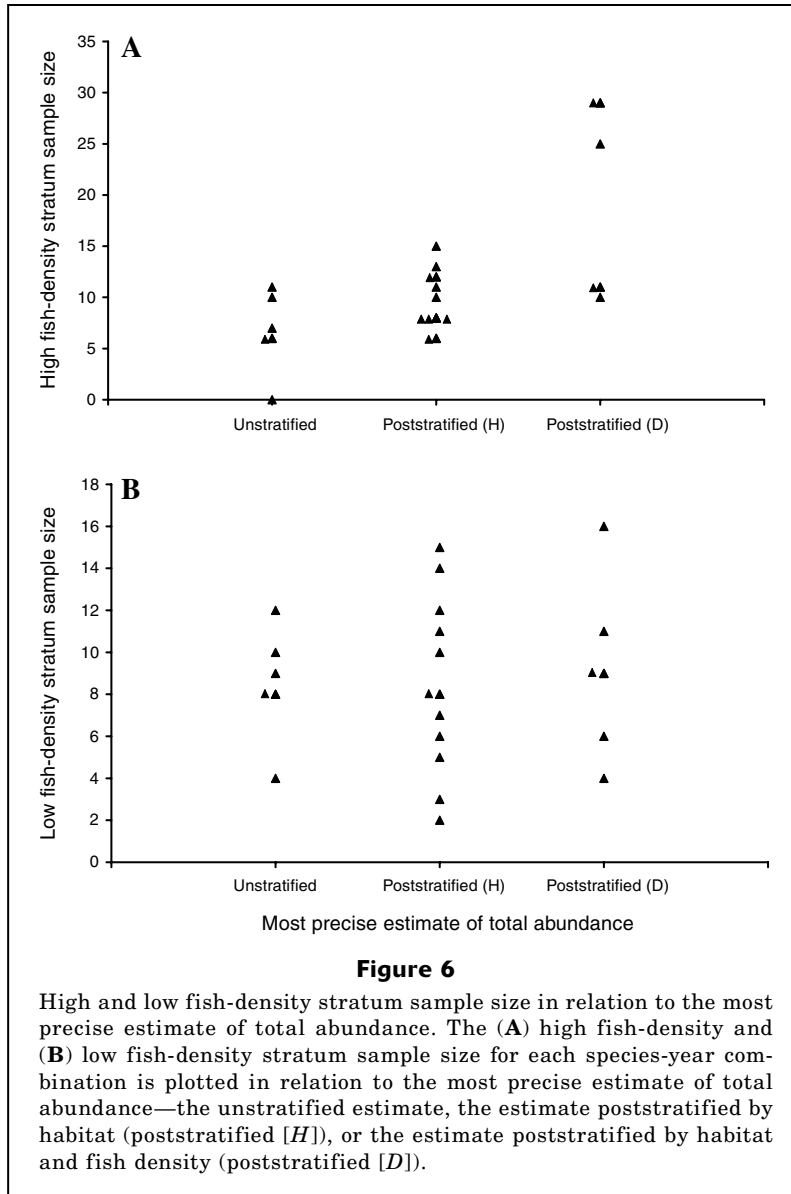 A
High fish-density stratum sample size
35
30
25
20
15
10
5
0
Unstratified Poststratified (H) Poststratified (D)
B
Low fish-density stratum sample size
18
16
14
12
10
8
6
4
2
0
Unstratified Poststratified (H) Poststratified (D)
Most precise estimate of total abundance
Figure 6
High and low fish-density stratum sample size in relation to the most
precise estimate of total abundance. The (A) high fish-density and
(B) low fish-density stratum sample size for each species-year com-
bination is plotted in relation to the most precise estimate of total
abundance—the unstratified estimate, the estimate poststratified by
habitat (poststratified [H]), or the estimate poststratified by habitat
and fish density (poststratified [D]).